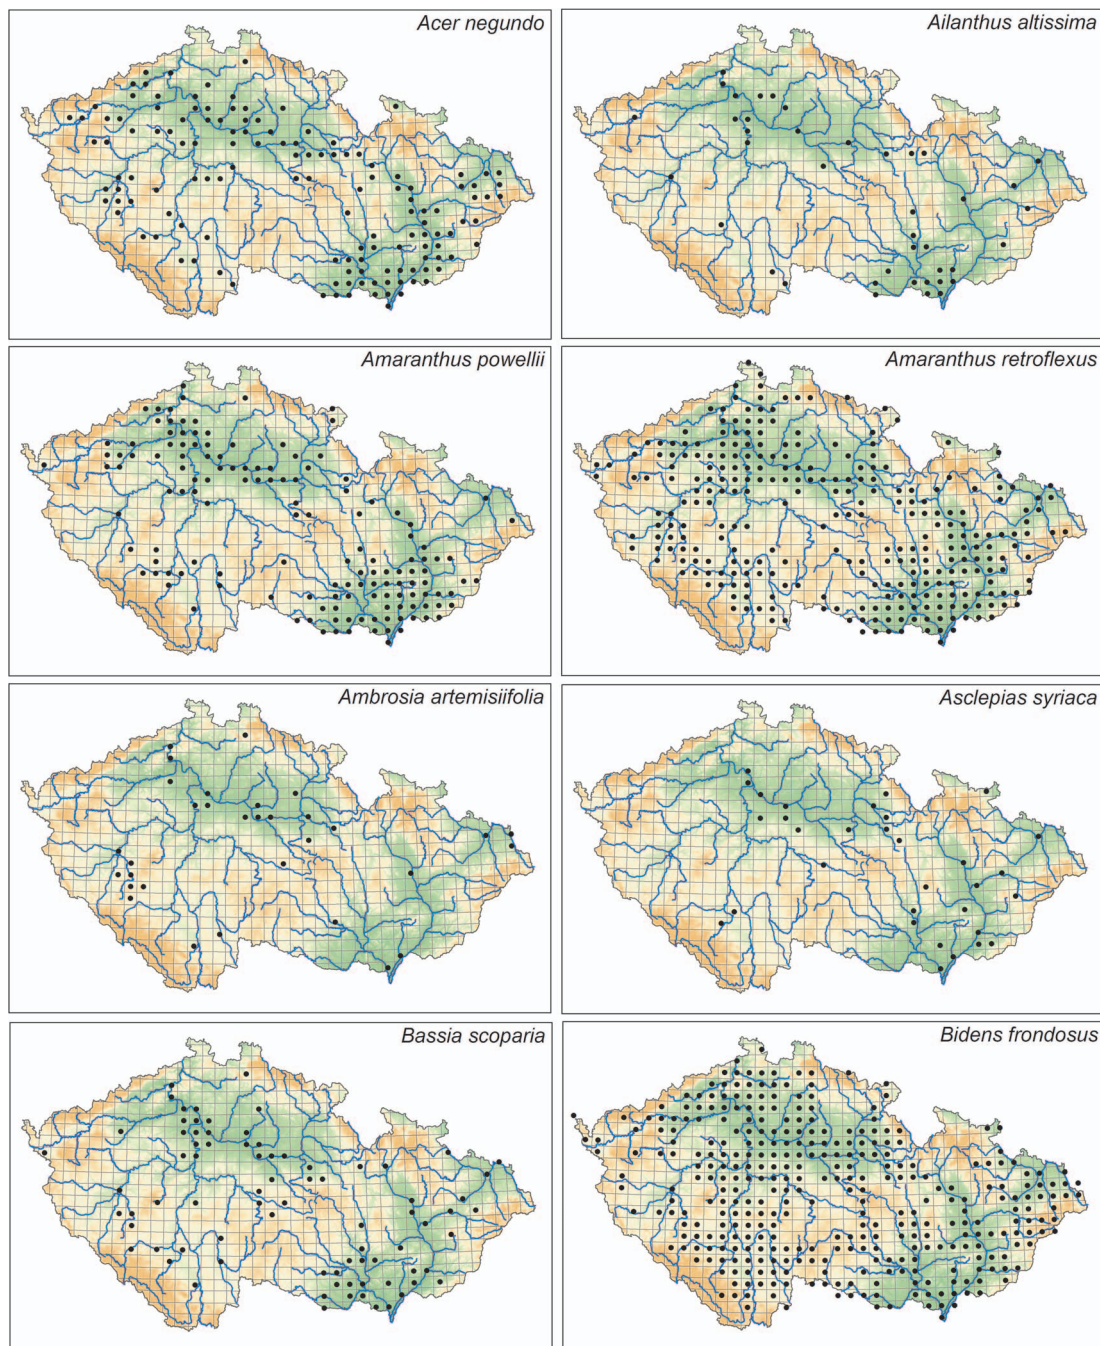 Acer negundo
Ailanthus altissima
Amaranthus powellii
Amaranthus retroflexus
Ambrosia artemisiifolia
Asclepias syriaca
Bassia scoparia
Bidens frondosus